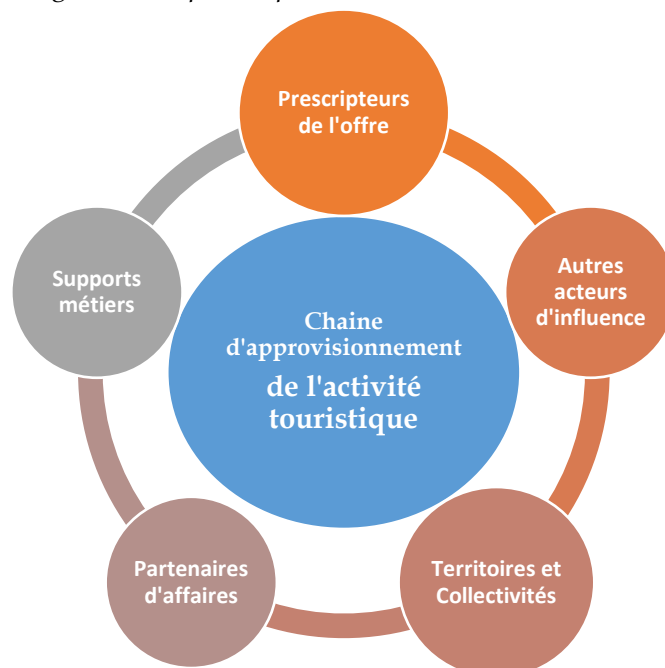 Prescripteurs
de l'offre
Autres
acteurs
d'influence
Supports
métiers
Chaine
d'approvisionnement
de l'activité
touristique
Partenaires
d'affaires
Territoires et
Collectivités